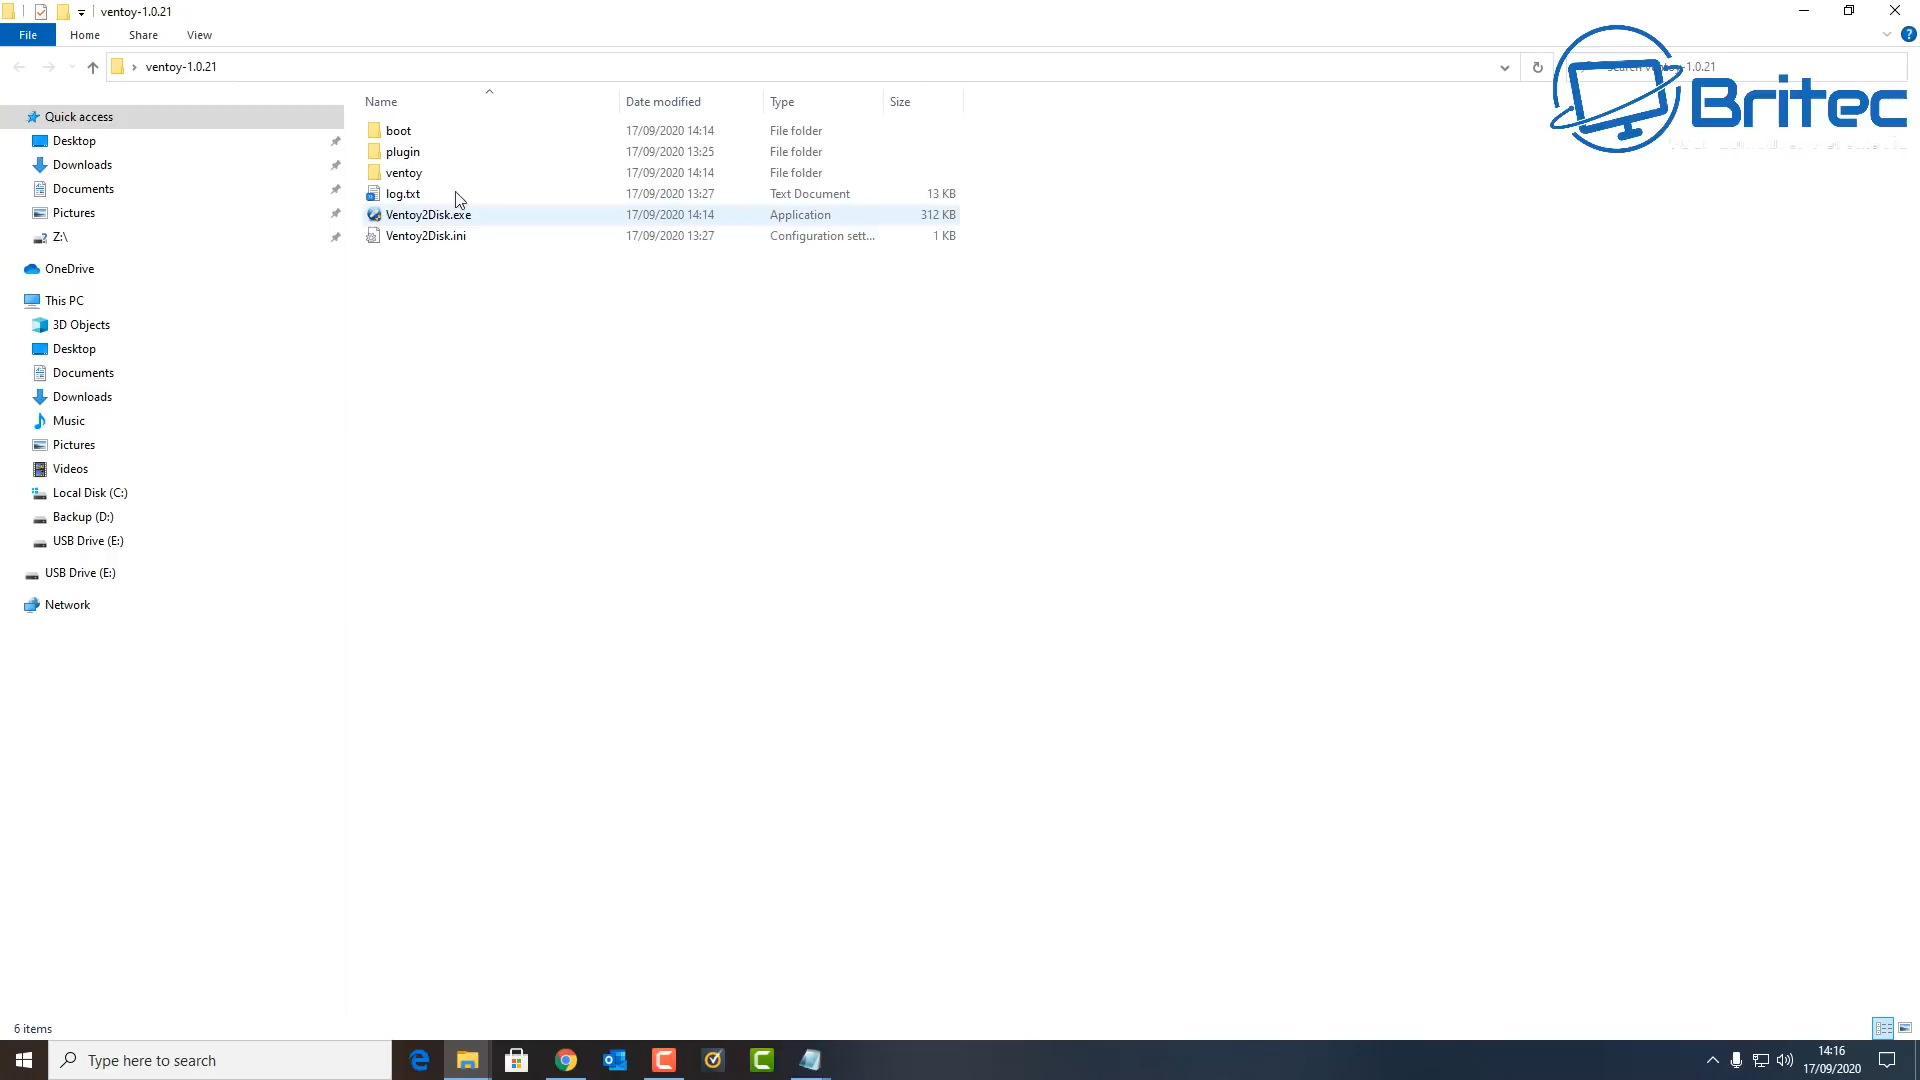 ventoy-1.0.21
File Home Share View
ventoy-1.0.21
Britec
Quick access
Desktop
Downloads
Documents
Pictures
Z:\
OneDrive
This PC
3D Objects
Desktop
Documents
Downloads
Music
Pictures
Videos
Local Disk (C:)
Backup (D:)
USB Drive (E:)
USB Drive (E:)
Network
Name Date modified Type Size
boot 17/09/2020 14:14 File folder
plugin 17/09/2020 13:25 File folder
ventoy 17/09/2020 14:14 File folder
log.txt 17/09/2020 13:27 Text Document 13 KB
Ventoy2Disk.exe 17/09/2020 14:14 Application 312 KB
Ventoy2Disk.ini 17/09/2020 13:27 Configuration sett... 1 KB
6 items
Type here to search
14:16
17/09/2020